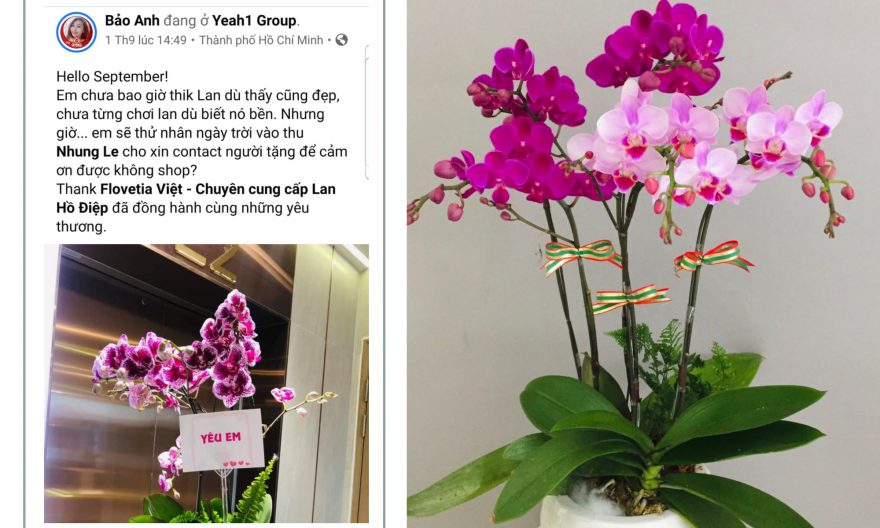 Bảo Anh đang ở Yeah1 Group.
1 Th9 lúc 14:49 • Thành phố Hồ Chí Minh •
Hello September!
Em chưa bao giờ thik Lan dù thấy cũng đẹp,
chưa từng chơi lan dù biết nó bền. Nhưng
giờ... em sẽ thử nhân ngày trời vào thu
Nhung Le cho xin contact người tặng để cảm
ơn được không shop?
Thank Flovetia Việt - Chuyên cung cấp Lan
Hồ Điệp đã đồng hành cùng những yêu
thương.
YÊU EM